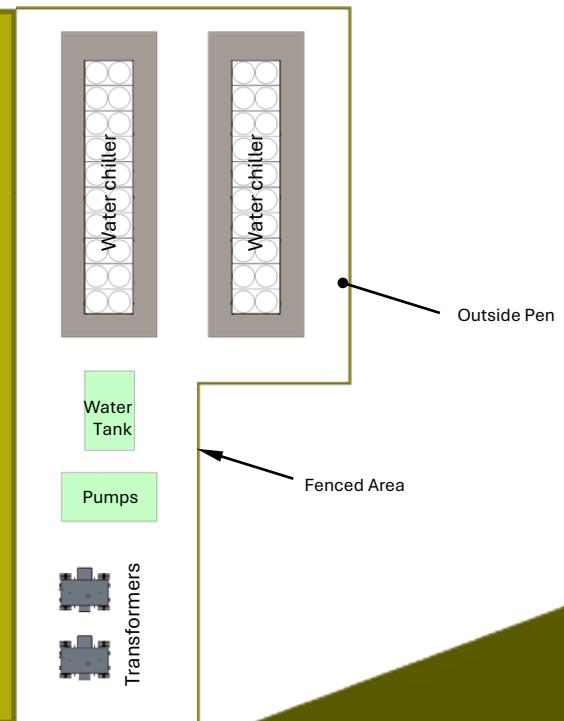 Water chiller
Water chiller
Outside Pen
Water
Tank
Fenced Area
Pumps
Transformers